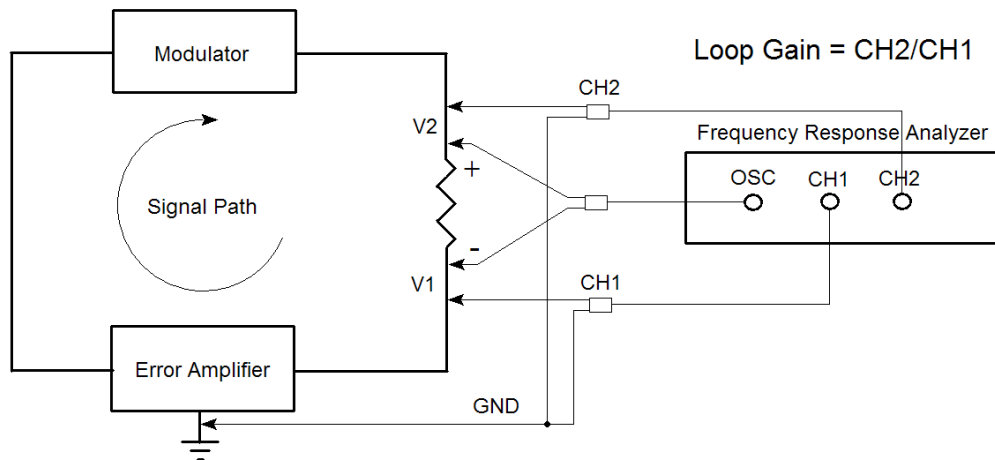 Modulator
Loop Gain = CH2/CH1
CH2
V2
Frequency Response Analyzer
+
OSC
CH1
CH2
Signal Path
-
V1
CH1
Error Amplifier
GND